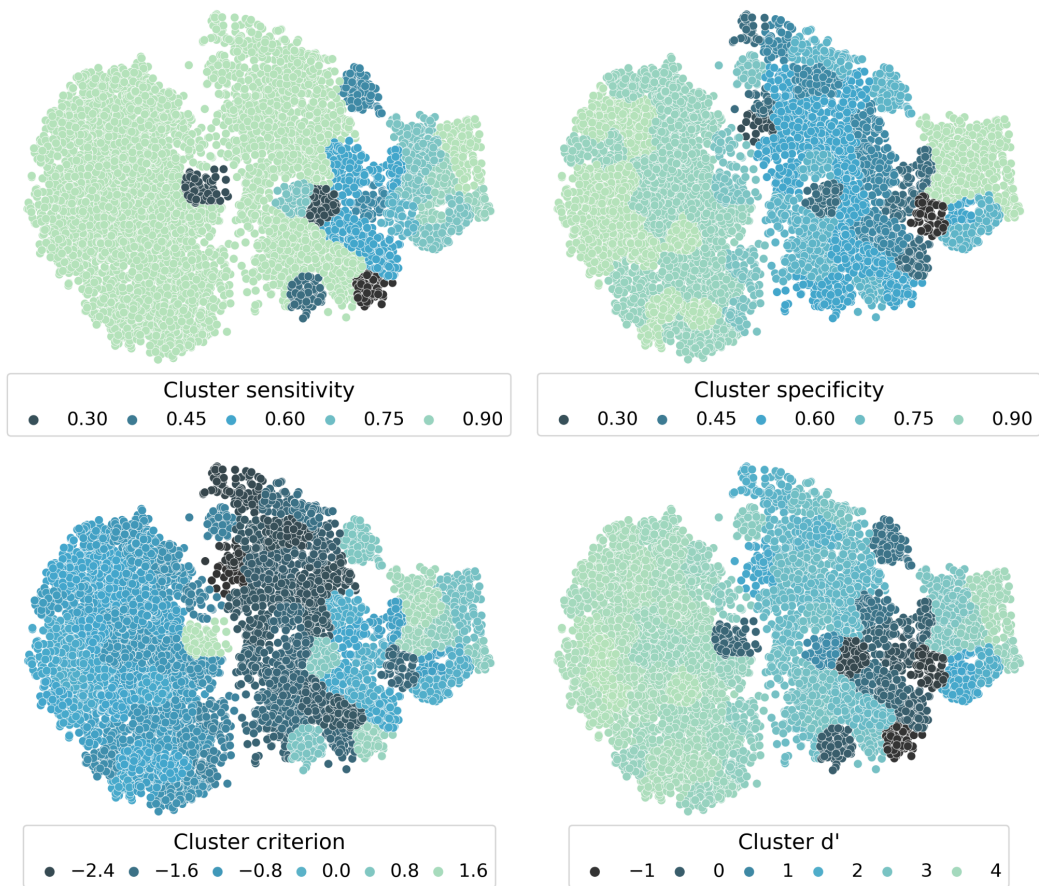 Cluster sensitivity
0.30 0.45 0.60 0.75 0.90
Cluster specificity
0.30 0.45 0.60 0.75 0.90
Cluster criterion
−2.4 −1.6 −0.8 0.0 0.8 1.6
Cluster d'
−1 0 1 2 3 4